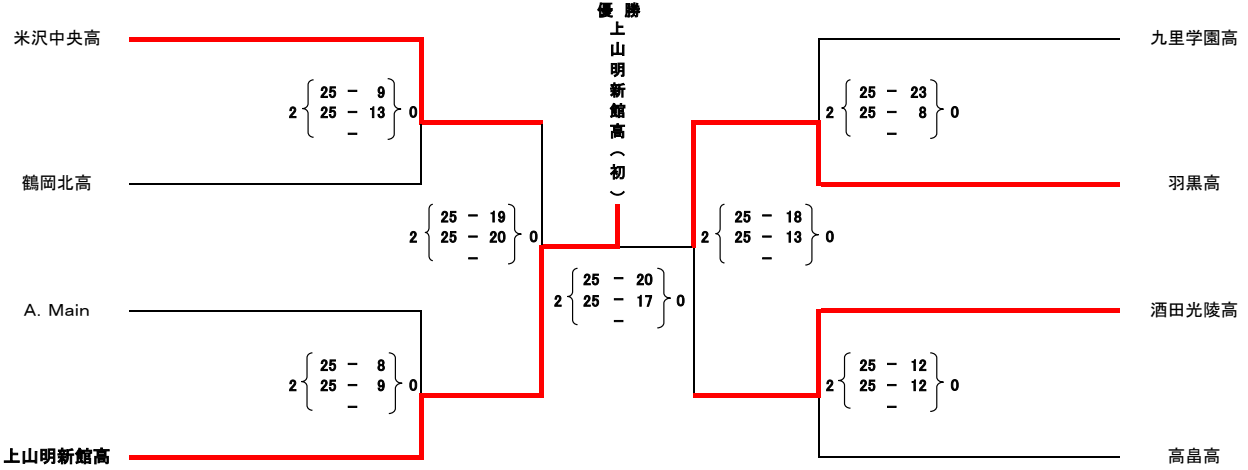 優 勝
上山明新館高(初)
米沢中央高
九里学園高
2 25 - 9 0
25 - 13
-
2 25 - 23 0
25 - 8
-
鶴岡北高
羽黒高
2 25 - 19 0
25 - 20
-
2 25 - 18 0
25 - 13
-
2 25 - 20 0
25 - 17
-
A. Main
酒田光陵高
2 25 - 8 0
25 - 9
-
2 25 - 12 0
25 - 12
-
上山明新館高
高畠高